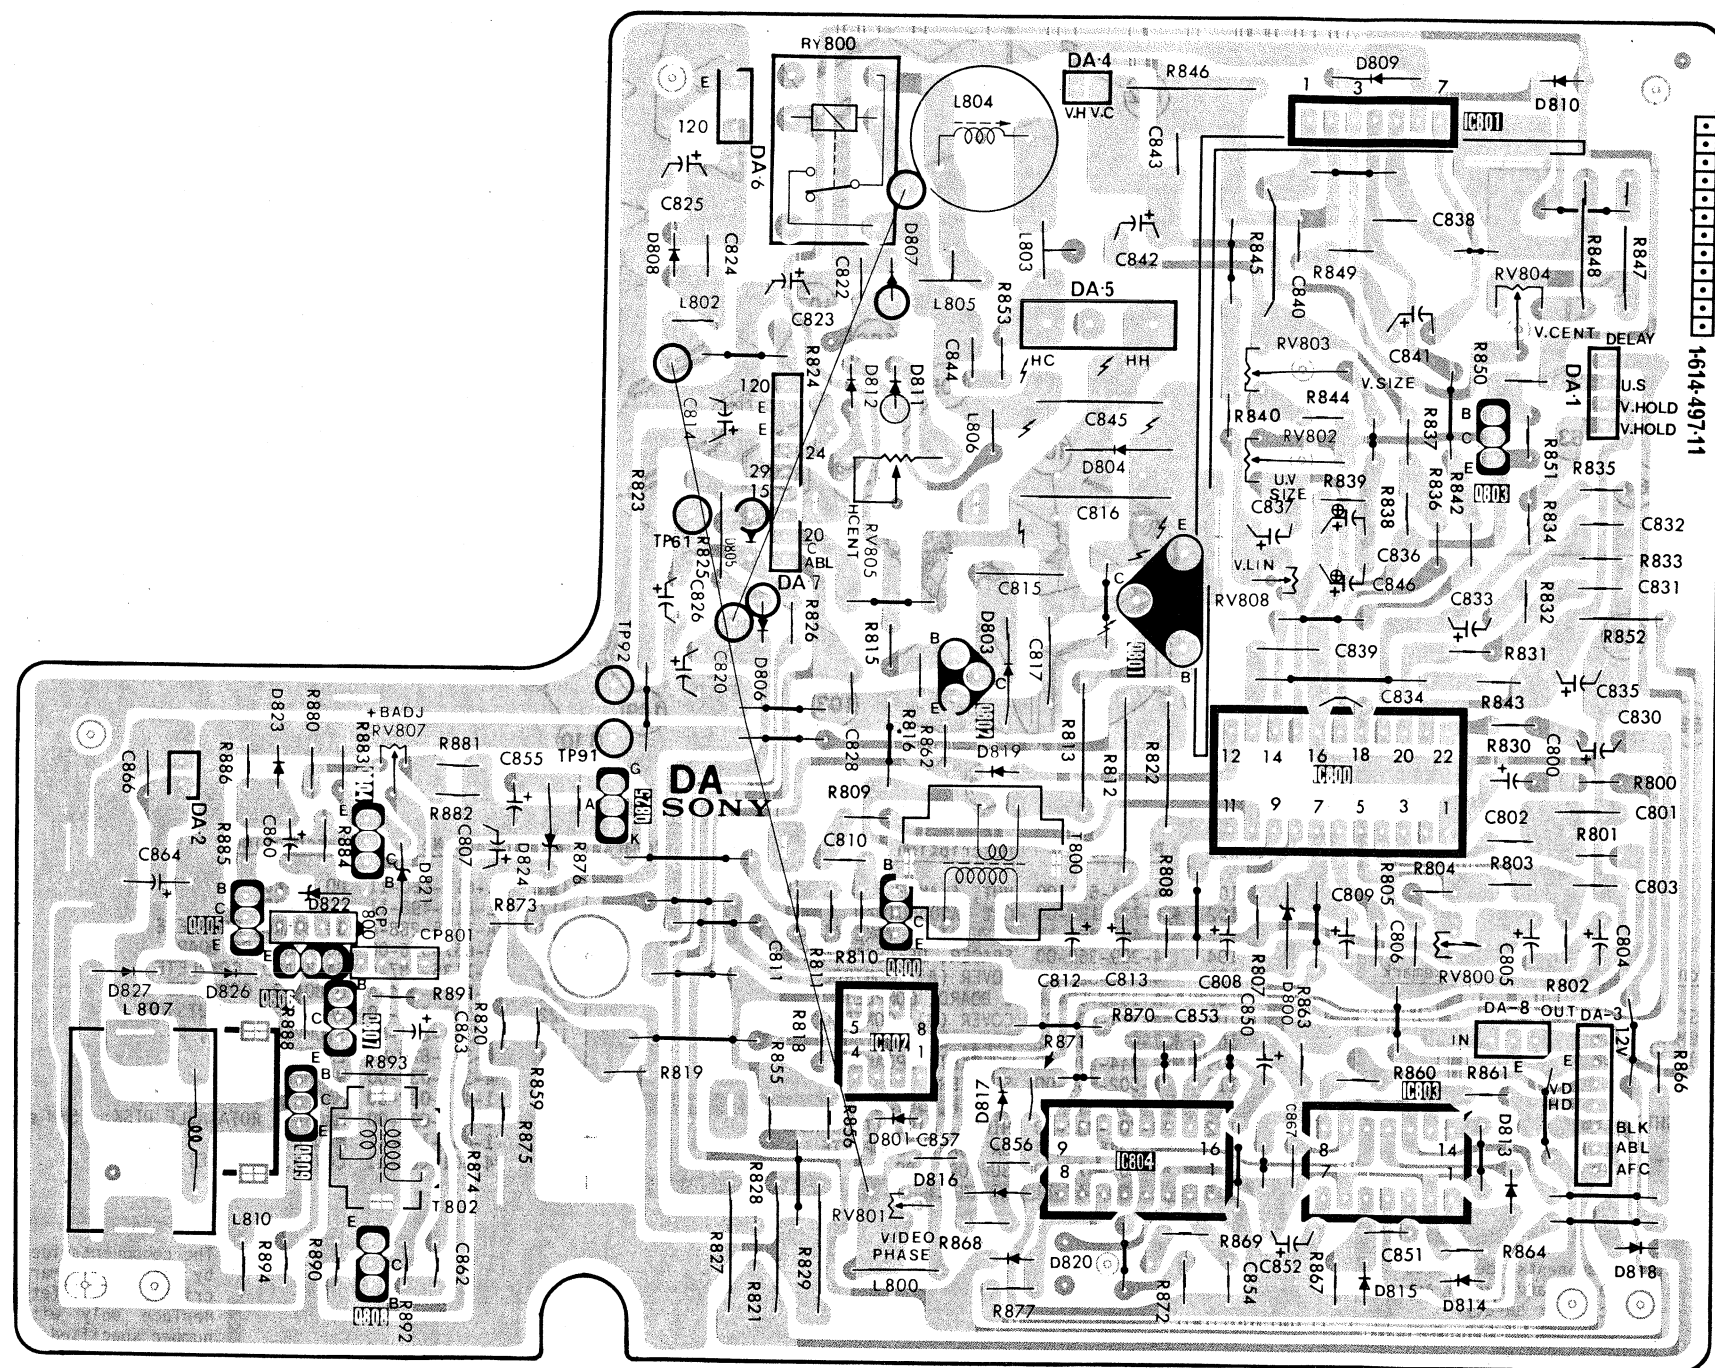 RY800
DA-4
D809
R846
E
L804
1
3
7
D810
V.H V.C
IC801
120
DA-6
C843
C825
D808
C824
D807
C822
L803
C842
R845
C838
R848
R847
R849
RV804
1-614-497-11
L802
C823
L805
R853
DA-5
C840
V.CENT
DELAY
RV803
HC
HH
C841
R850
R824
C844
120
D812
D811
V.SIZE
DA-1
U.S
V.HOLD
V.HOLD
C814
E
E
C845
R840
R844
R837
B
C
E
24
L806
D804
RV802
R851
R835
29
15
U.V
SIZE
R839
R836
R842
Q803
R823
C816
C837
R838
R834
C832
H.CENT
RV805
TP61
20
ABL
R825
D805
E
C836
R833
DA-7
C
V.LIN
C846
C831
C826
C815
RV808
C833
R832
R852
TP92
R826
R815
B
D803
C817
Q801
C839
R831
C820
D806
C
B
C835
E
Q802
C834
R843
D823
R880
+BADJ
RV807
C830
R886
R883
R881
C855
TP91
R816
R862
D819
R813
R822
12
14
16
18
20
22
R830
C800
C866
C828
IC800
DA
SONY
G
A
K
R812
R800
DA-2
E
R882
R809
11
9
7
5
3
1
C801
C802
R885
C860
R884
C807
D824
R876
C810
T800
R801
C864
C
B
D821
B
R808
R805
R804
R803
B
C
E
Q805
D822
CP
800
R873
C
E
C809
C803
CP801
E
D827
D826
Q806
B
R810
Q800
C811
R811
C812
C813
C808
R807
D800
C806
RV800
C805
R802
C804
L807
R891
C863
R820
C
R888
Q807
E
5
8
4
1
IC802
R818
R870
C853
C850
R863
DA-8
OUT
DA-3
12V
IN
E
E
R871
R893
R819
R855
R859
R860
R861
IC803
VD
HD
R866
B
C
E
D817
C867
R856
D801
C857
C856
9
16
8
1
IC804
8
14
7
1
D813
BLK
ABL
AFC
R875
R874
D816
T802
R828
RV801
VIDEO
PHASE
L810
E
R868
R869
R864
R894
R890
C
C862
R827
R829
D820
C852
R867
C851
D818
B
L800
R877
R872
C854
D815
D814
Q808
R892
R821